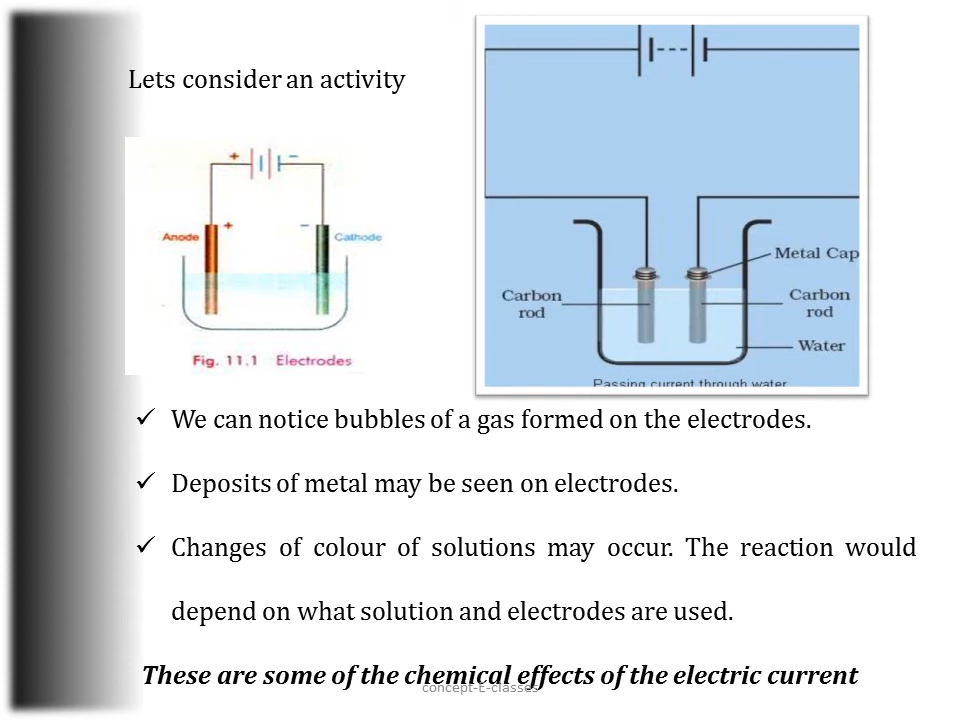 Lets consider an activity
+ −
+ −
Anode Cathode
Fig. 11.1 Electrodes
Metal Cap
Carbon rod
Carbon rod
Water
Passing current through water
✓ We can notice bubbles of a gas formed on the electrodes.
✓ Deposits of metal may be seen on electrodes.
✓ Changes of colour of solutions may occur. The reaction would
depend on what solution and electrodes are used.
These are some of the chemical effects of the electric current
concept-E-classes